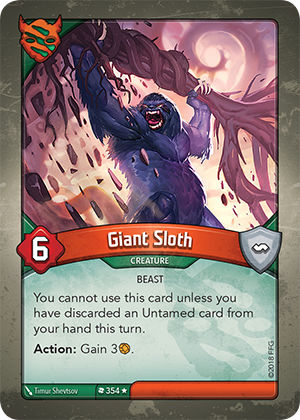 6
Giant Sloth
CREATURE
BEAST
You cannot use this card unless you
have discarded an Untamed card from
your hand this turn.
Action: Gain 3.
©2018 FFG
Timur Shevtsov
354 ★